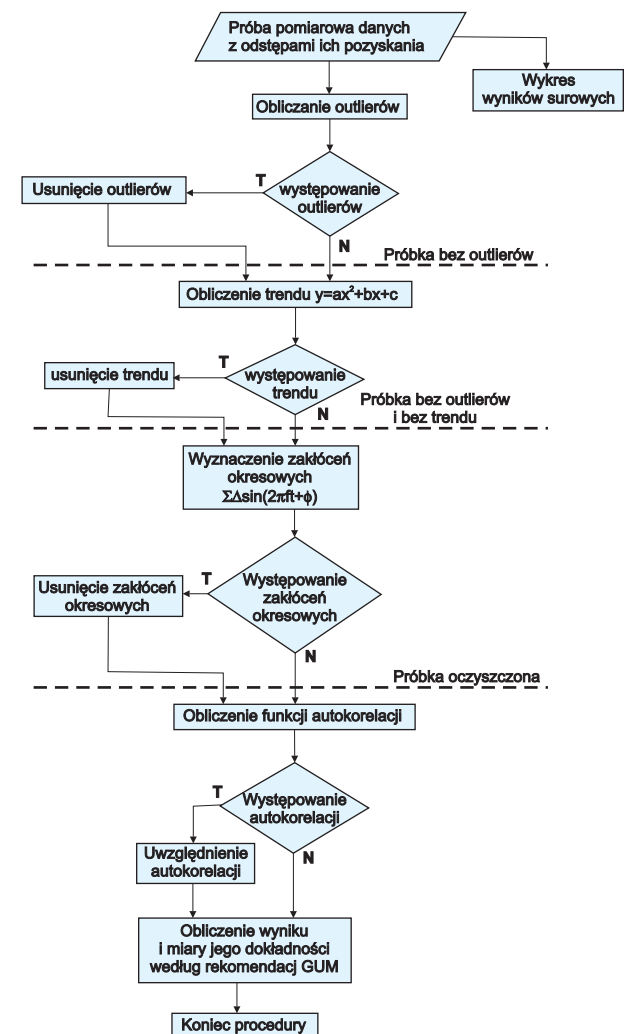 Próba pomiarowa danych
z odstępami ich pozyskania
Wykres
wyników surowych
Obliczanie outlierów
T
występowanie
outlierów
Usunięcie outlierów
N
Próbka bez outlierów
Obliczenie trendu y=ax²+bx+c
T
występowanie
trendu
usunięcie trendu
N
Próbka bez outlierów
i bez trendu
Wyznaczenie zakłóceń
okresowych
ΣΔsin(2πft+ϕ)
T
Występowanie
zakłóceń
okresowych
Usunięcie zakłóceń
okresowych
N
Próbka oczyszczona
Obliczenie funkcji autokorelacji
T
Występowanie
autokorelacji
Uwzględnienie
autokorelacji
N
Obliczenie wyniku
i miary jego dokładności
według rekomendacj GUM
Koniec procedury